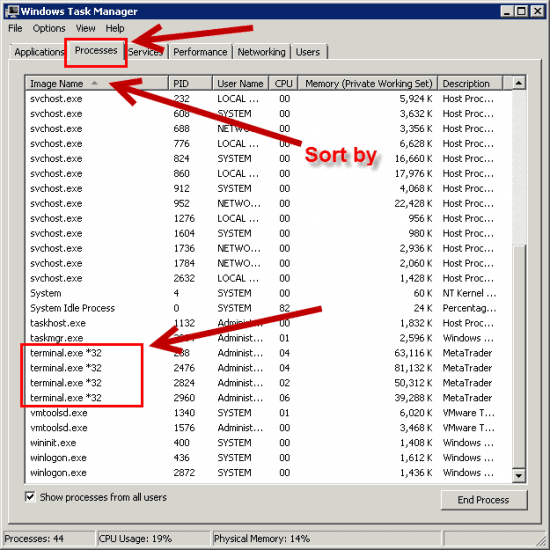 Windows Task Manager
File Options View Help
Applications Processes Services Performance Networking Users
Image Name PID User Name CPU Memory (Private Working Set) Description
svchost.exe 232 LOCAL ... 00 5,924 K Host Proc...
svchost.exe 608 SYSTEM 00 3,632 K Host Proc...
svchost.exe 688 NETWO... 00 3,356 K Host Proc...
svchost.exe 776 LOCAL ... 00 6,628 K Host Proc...
Sort by
svchost.exe 824 SYSTEM 00 16,660 K Host Proc...
svchost.exe 860 LOCAL ... 00 17,976 K Host Proc...
svchost.exe 912 SYSTEM 00 4,068 K Host Proc...
svchost.exe 952 NETWO... 00 22,428 K Host Proc...
svchost.exe 1276 LOCAL ... 00 956 K Host Proc...
svchost.exe 1604 SYSTEM 00 980 K Host Proc...
svchost.exe 1736 NETWO... 00 2,936 K Host Proc...
svchost.exe 1784 NETWO... 00 2,060 K Host Proc...
svchost.exe 2632 LOCAL ... 00 1,428 K Host Proc...
System 4 SYSTEM 00 60 K NT Kernel ...
System Idle Process 0 SYSTEM 82 24 K Percentag...
taskhost.exe 1132 Administ... 00 1,832 K Host Proc...
taskmgr.exe Administ... 01 2,596 K Windows ...
terminal.exe *32 Administ... 04 63,116 K MetaTrader
terminal.exe *32 2476 Administ... 04 81,132 K MetaTrader
terminal.exe *32 2824 Administ... 02 50,312 K MetaTrader
terminal.exe *32 2960 Administ... 06 39,288 K MetaTrader
vmtoolsd.exe 1340 SYSTEM 01 6,020 K VMware T...
vmtoolsd.exe 1576 Administ... 00 3,468 K VMware T...
wininit.exe 400 SYSTEM 00 1,408 K Windows ...
winlogon.exe 436 SYSTEM 00 1,612 K Windows ...
winlogon.exe 2872 SYSTEM 00 1,436 K Windows ...
Show processes from all users End Process
Processes: 44 CPU Usage: 19% Physical Memory: 14%